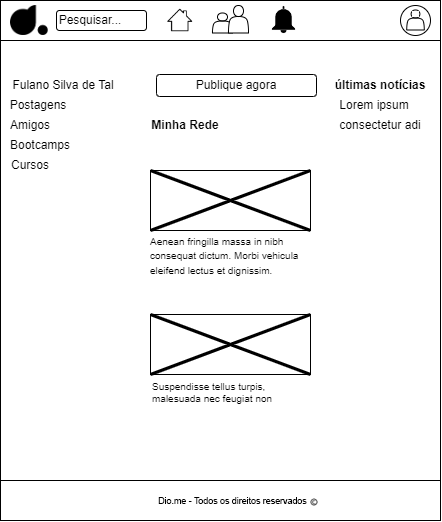 d.
Pesquisar...
Fulano Silva de Tal
Postagens
Amigos
Bootcamps
Cursos
Publique agora
Minha Rede
Aenean fringilla massa in nibh
consequat dictum. Morbi vehicula
eleifend lectus et dignissim.
Suspendisse tellus turpis,
malesuada nec feugiat non
últimas notícias
Lorem ipsum
consectetur adi
Dio.me - Todos os direitos reservados ©